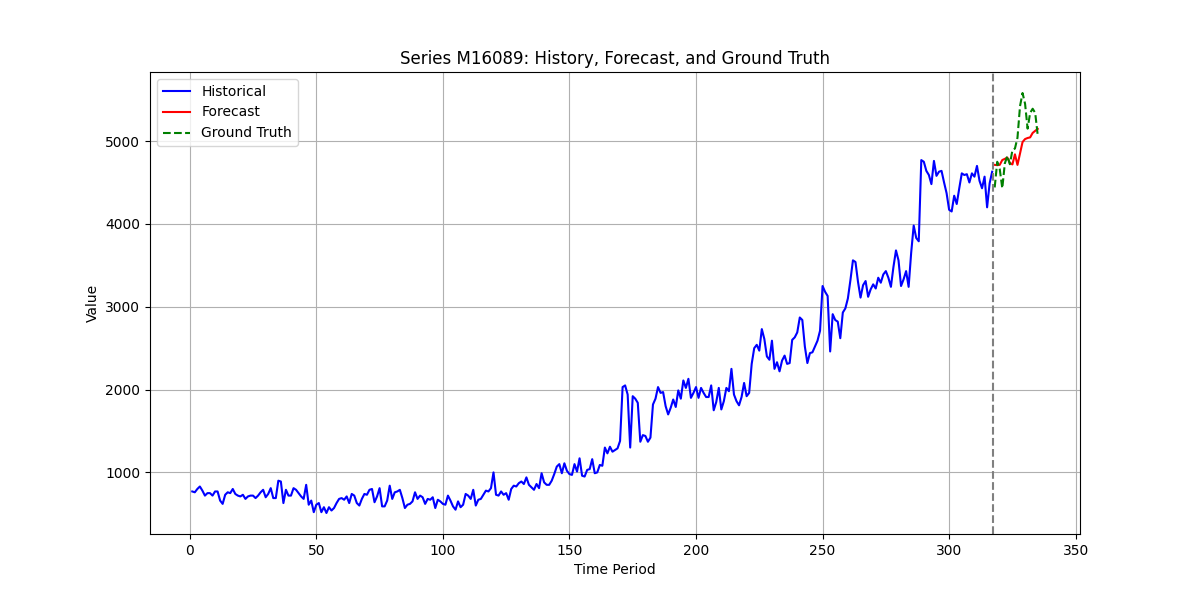 Series M16089: History, Forecast, and Ground Truth
Historical
Forecast
Ground Truth
Value
5000
4000
3000
2000
1000
0
50
100
150
200
250
300
350
Time Period